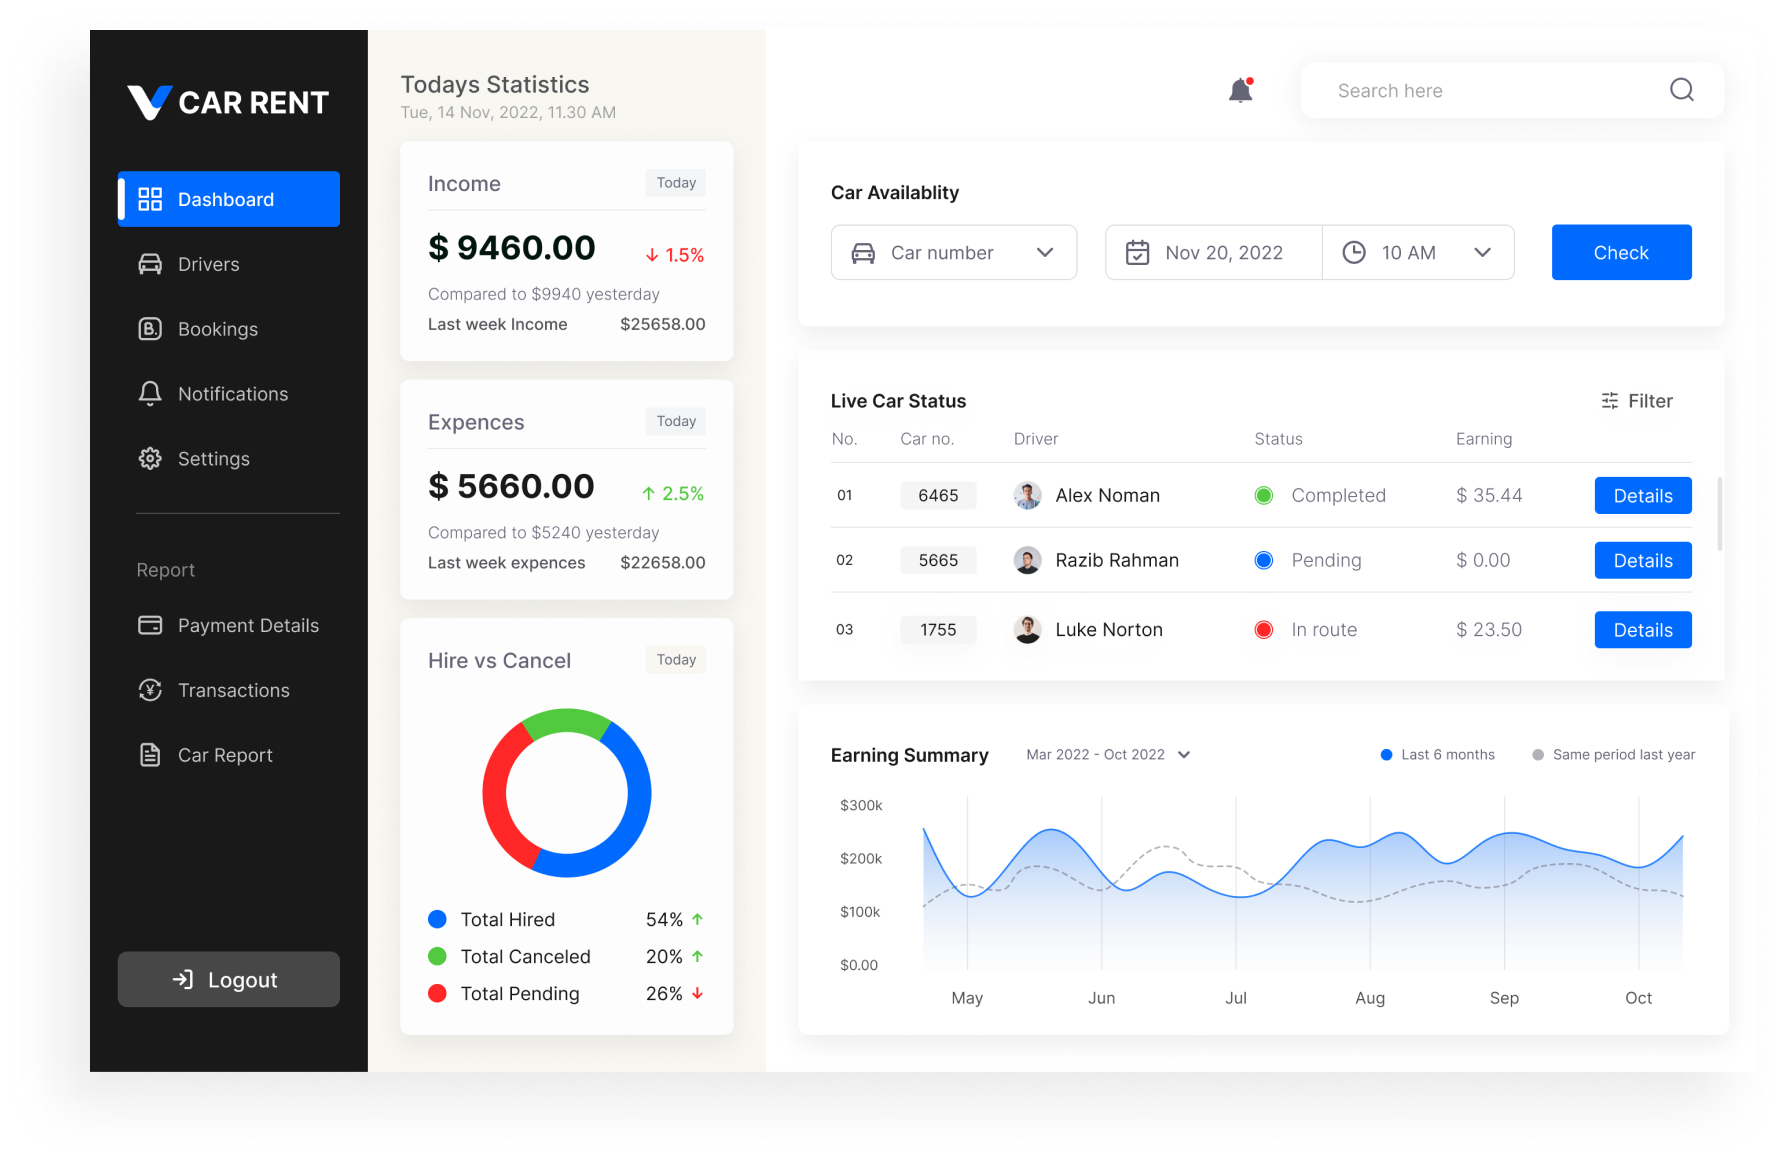 CAR RENT
Dashboard
Drivers
B.
Bookings
Notifications
Settings
Report
Payment Details
¥
Transactions
Car Report
Logout
Todays Statistics
Tue, 14 Nov, 2022, 11.30 AM
Income Today
$ 9460.00 ↓ 1.5%
Compared to $9940 yesterday
Last week Income $25658.00
Expences Today
$ 5660.00 ↑ 2.5%
Compared to $5240 yesterday
Last week expences $22658.00
Hire vs Cancel Today
Total Hired 54% ↑
Total Canceled 20% ↑
Total Pending 26% ↓
Search here
Car Availablity
Car number Nov 20, 2022 10 AM Check
Live Car Status Filter
No. Car no. Driver Status Earning
01 6465 Alex Noman Completed $ 35.44 Details
02 5665 Razib Rahman Pending $ 0.00 Details
03 1755 Luke Norton In route $ 23.50 Details
Earning Summary Mar 2022 - Oct 2022 Last 6 months Same period last year
$300k
$200k
$100k
$0.00
May Jun Jul Aug Sep Oct